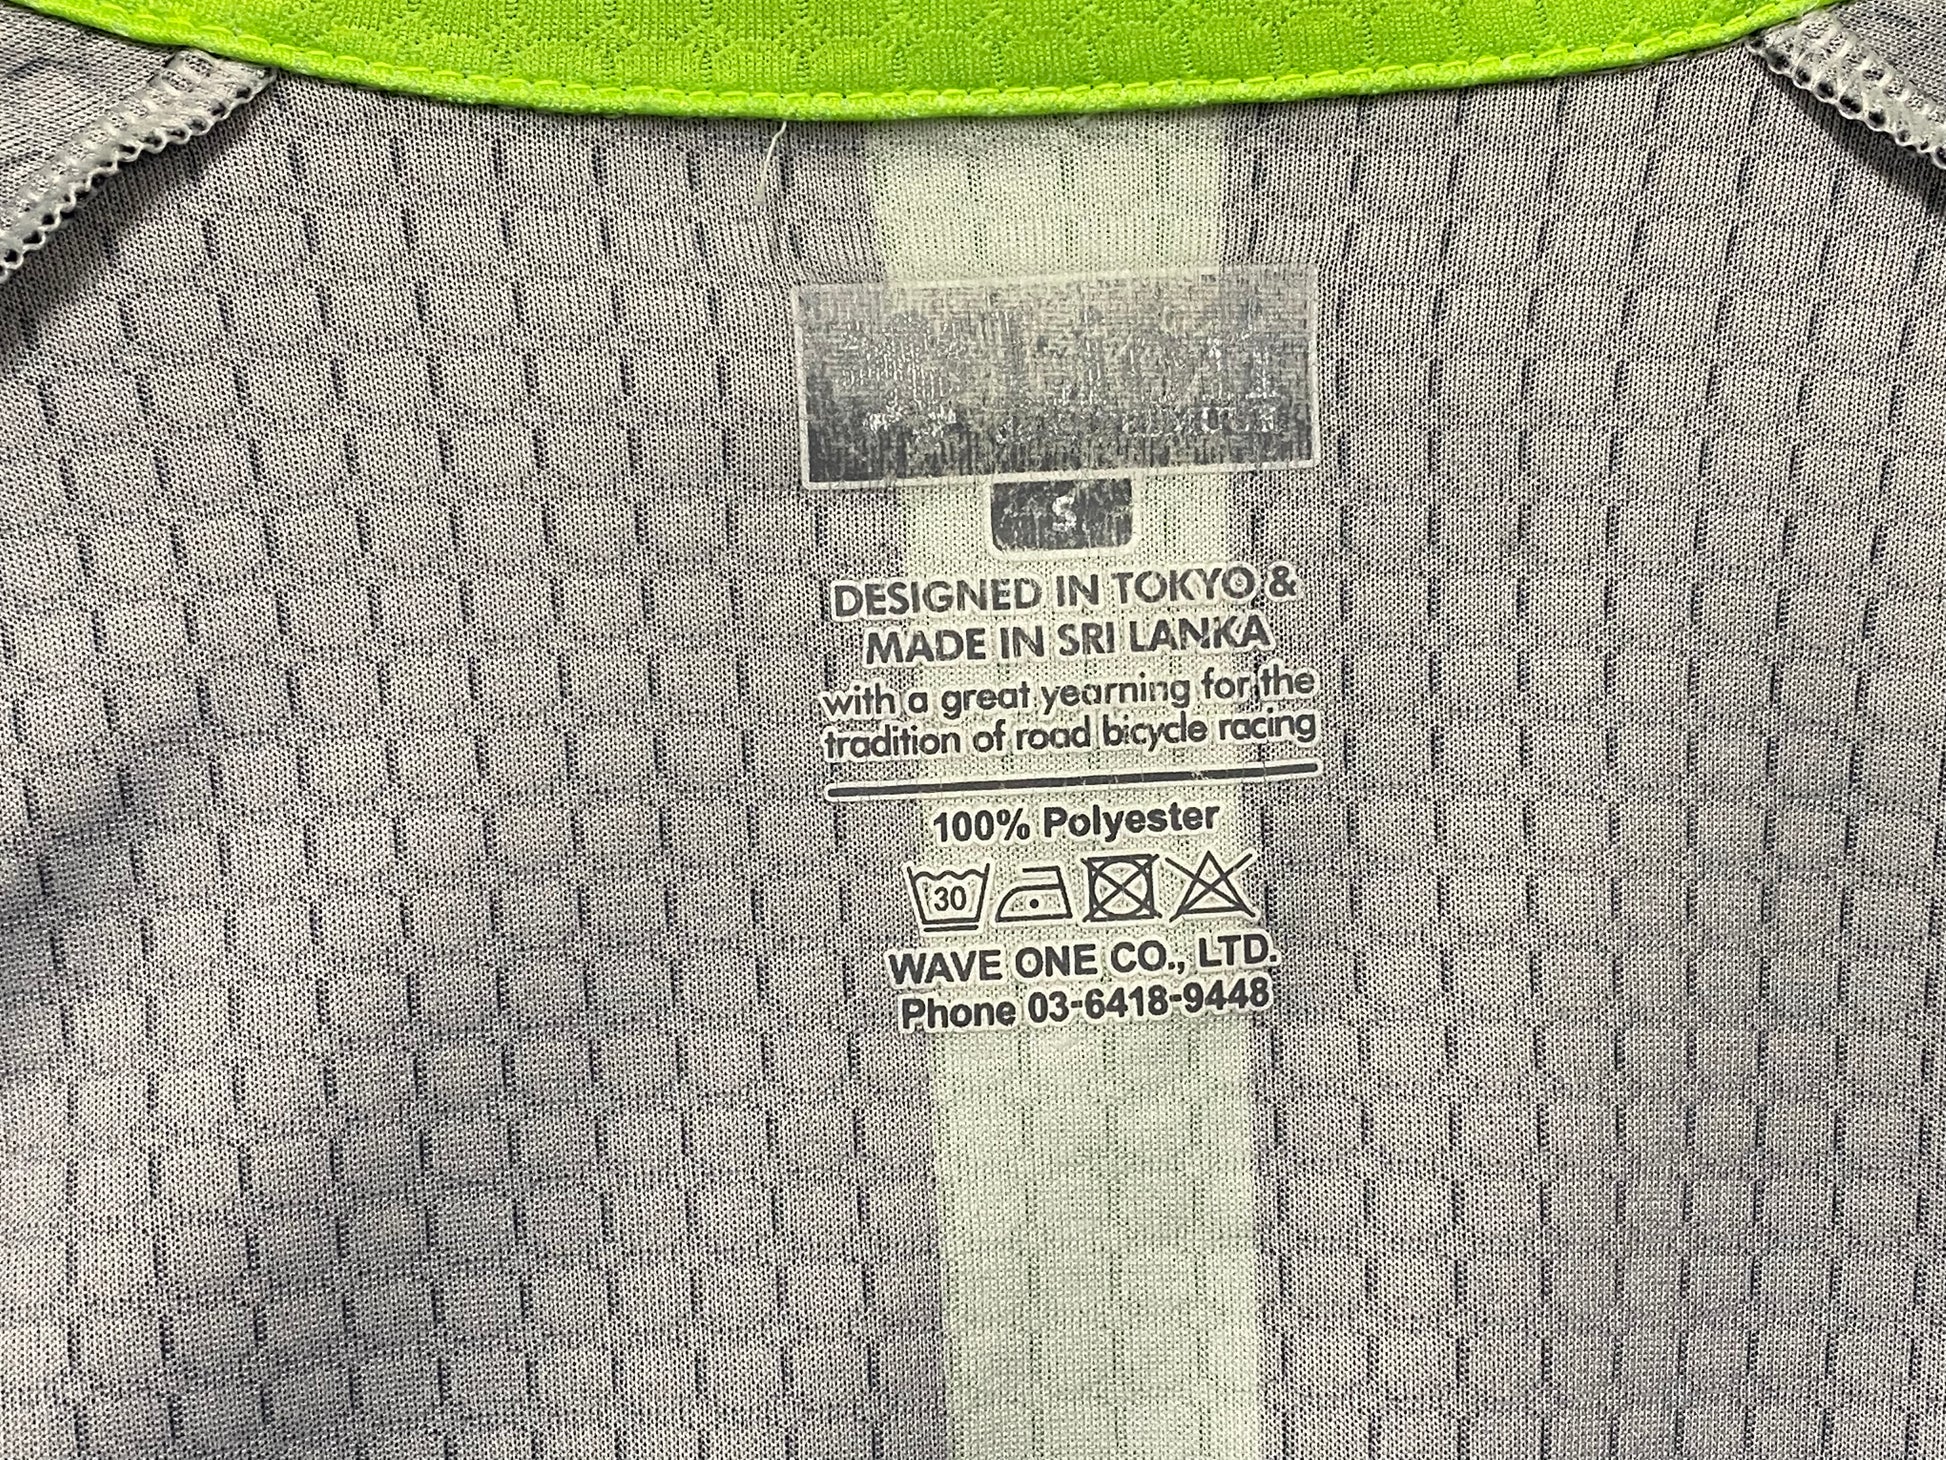 S
DESIGNED IN TOKYO &
MADE IN SRI LANKA
with a great yearning for the
tradition of road bicycle racing
100% Polyester
30
WAVE ONE CO., LTD.
Phone 03-6418-9448